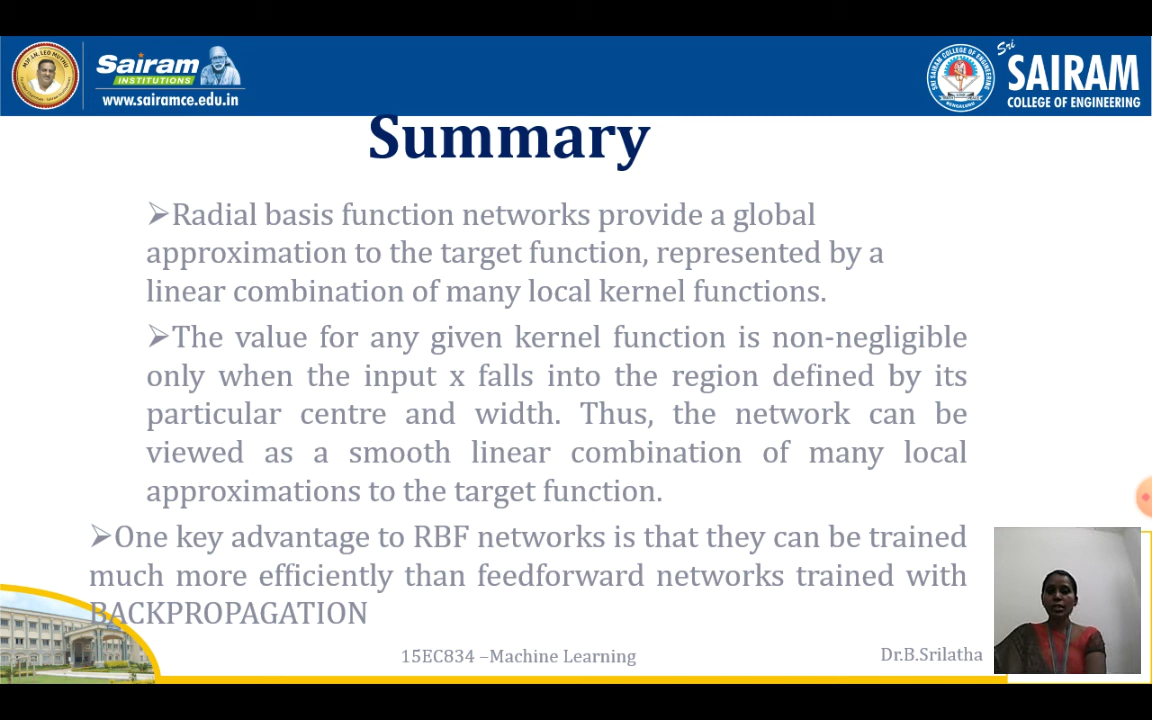 Sairam
INSTITUTIONS
www.sairamce.edu.in
Sri
SAIRAM
COLLEGE OF ENGINEERING
Summary
➢Radial basis function networks provide a global
approximation to the target function, represented by a
linear combination of many local kernel functions.
➢The value for any given kernel function is non-negligible
only when the input x falls into the region defined by its
particular centre and width. Thus, the network can be
viewed as a smooth linear combination of many local
approximations to the target function.
➢One key advantage to RBF networks is that they can be trained
much more efficiently than feedforward networks trained with
BACKPROPAGATION
15EC834 –Machine Learning
Dr.B.Srilatha